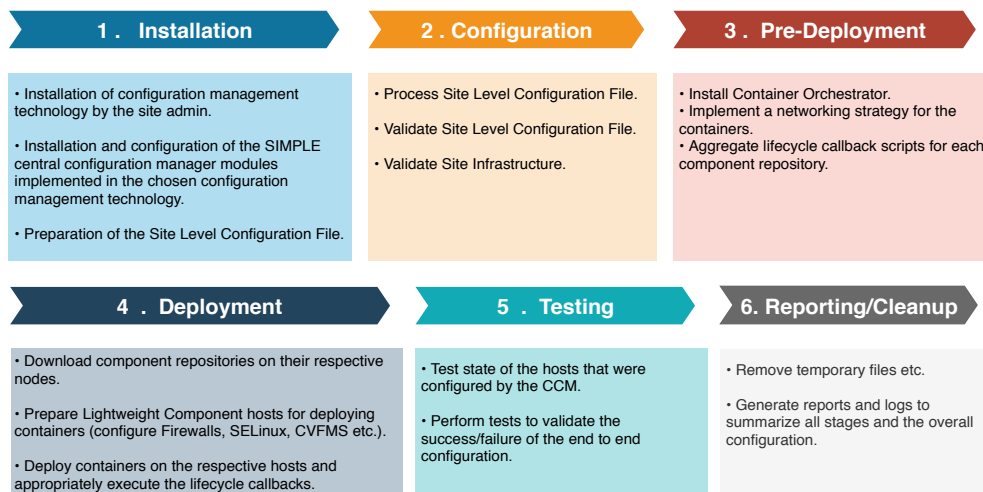 1 . Installation
• Installation of configuration management
technology by the site admin.
• Installation and configuration of the SIMPLE
central configuration manager modules
implemented in the chosen configuration
management technology.
• Preparation of the Site Level Configuration File.
2 . Configuration
• Process Site Level Configuration File.
• Validate Site Level Configuration File.
• Validate Site Infrastructure.
3 . Pre-Deployment
• Install Container Orchestrator.
• Implement a networking strategy for the
containers.
• Aggregate lifecycle callback scripts for each
component repository.
4 . Deployment
• Download component repositories on their respective
nodes.
• Prepare Lightweight Component hosts for deploying
containers (configure Firewalls, SELinux, CVFMS etc.).
• Deploy containers on the respective hosts and
appropriately execute the lifecycle callbacks.
5 . Testing
• Test state of the hosts that were
configured by the CCM.
• Perform tests to validate the
success/failure of the end to end
configuration.
6. Reporting/Cleanup
• Remove temporary files etc.
• Generate reports and logs to
summarize all stages and the overall
configuration.